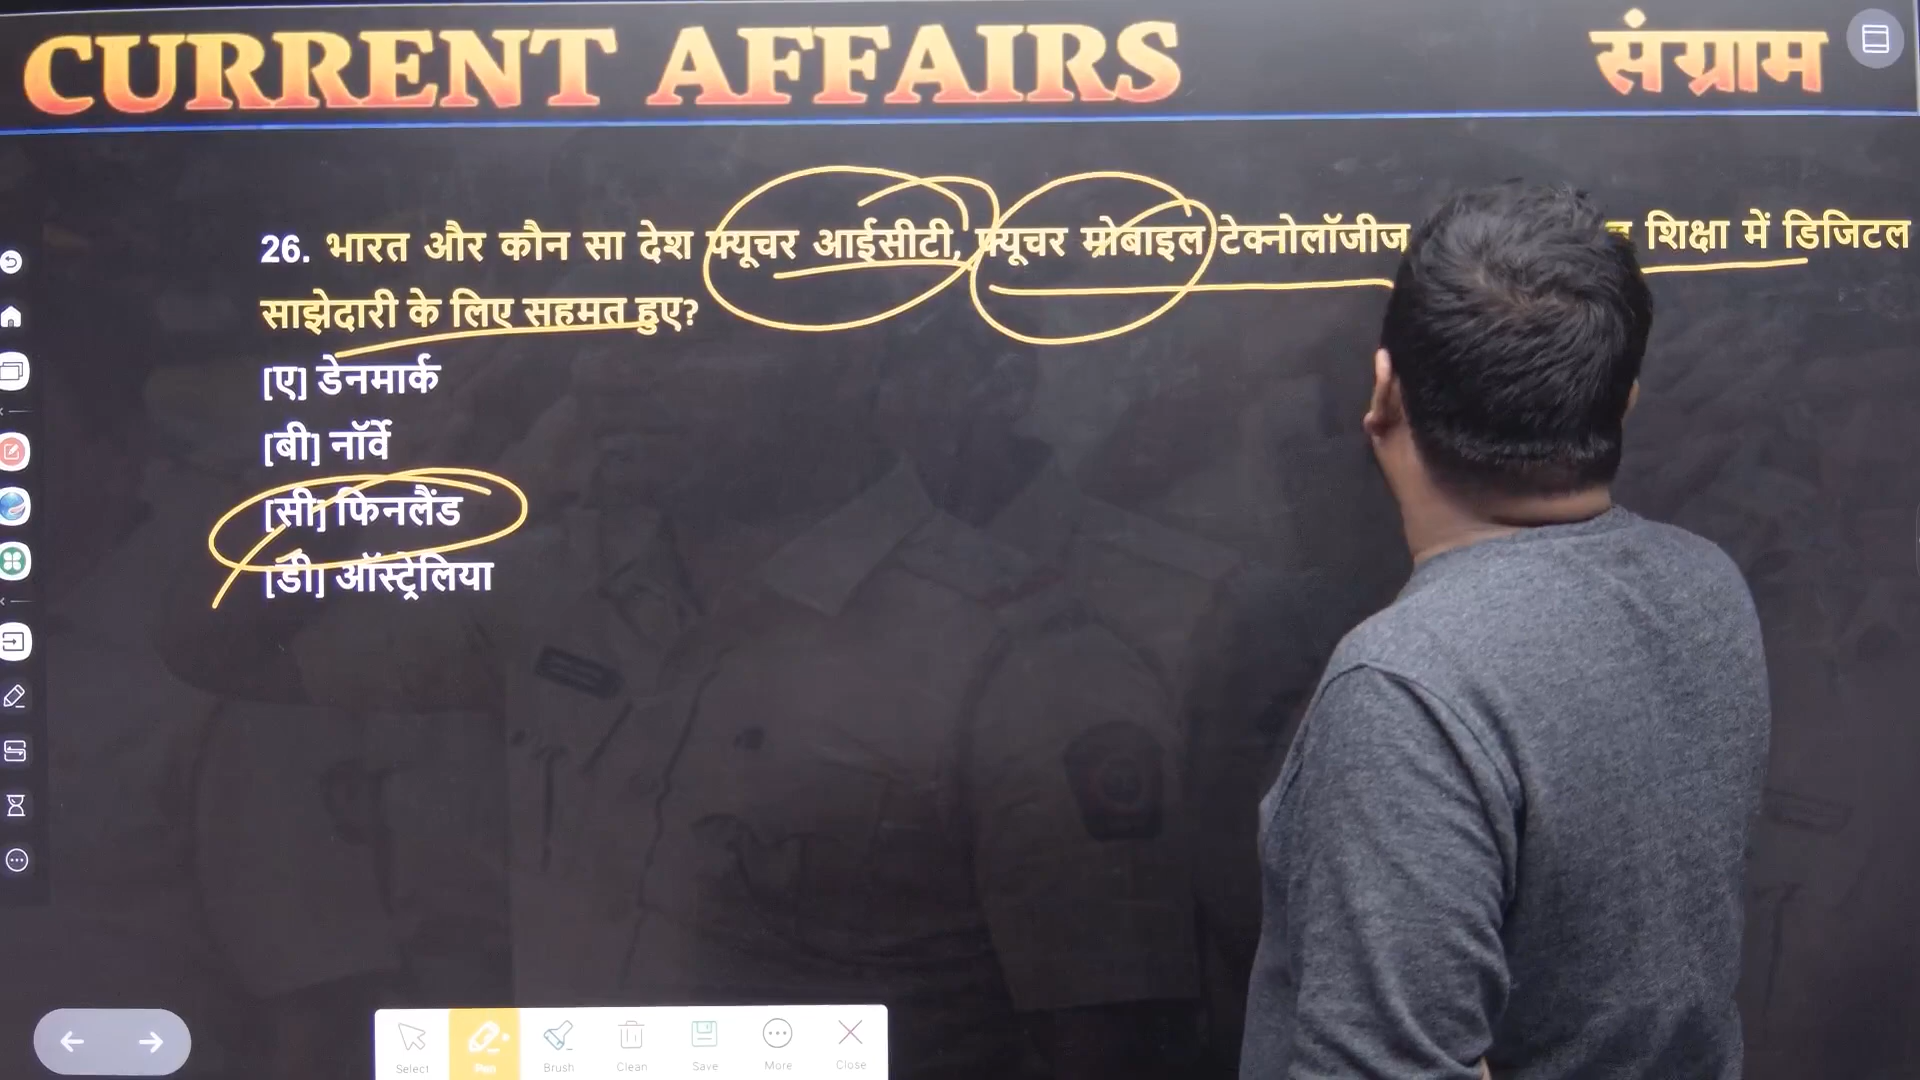 CURRENT AFFAIRS
संग्राम
26. भारत और कौन सा देश फ्यूचर आईसीटी, फ्यूचर मोबाइल टेक्नोलॉजीज शिक्षा में डिजिटल
साझेदारी के लिए सहमत हुए?
[ए] डेनमार्क
[बी] नॉर्वे
[सी] फिनलैंड
[डी] ऑस्ट्रेलिया
Select Pen Brush Clean Save More Close